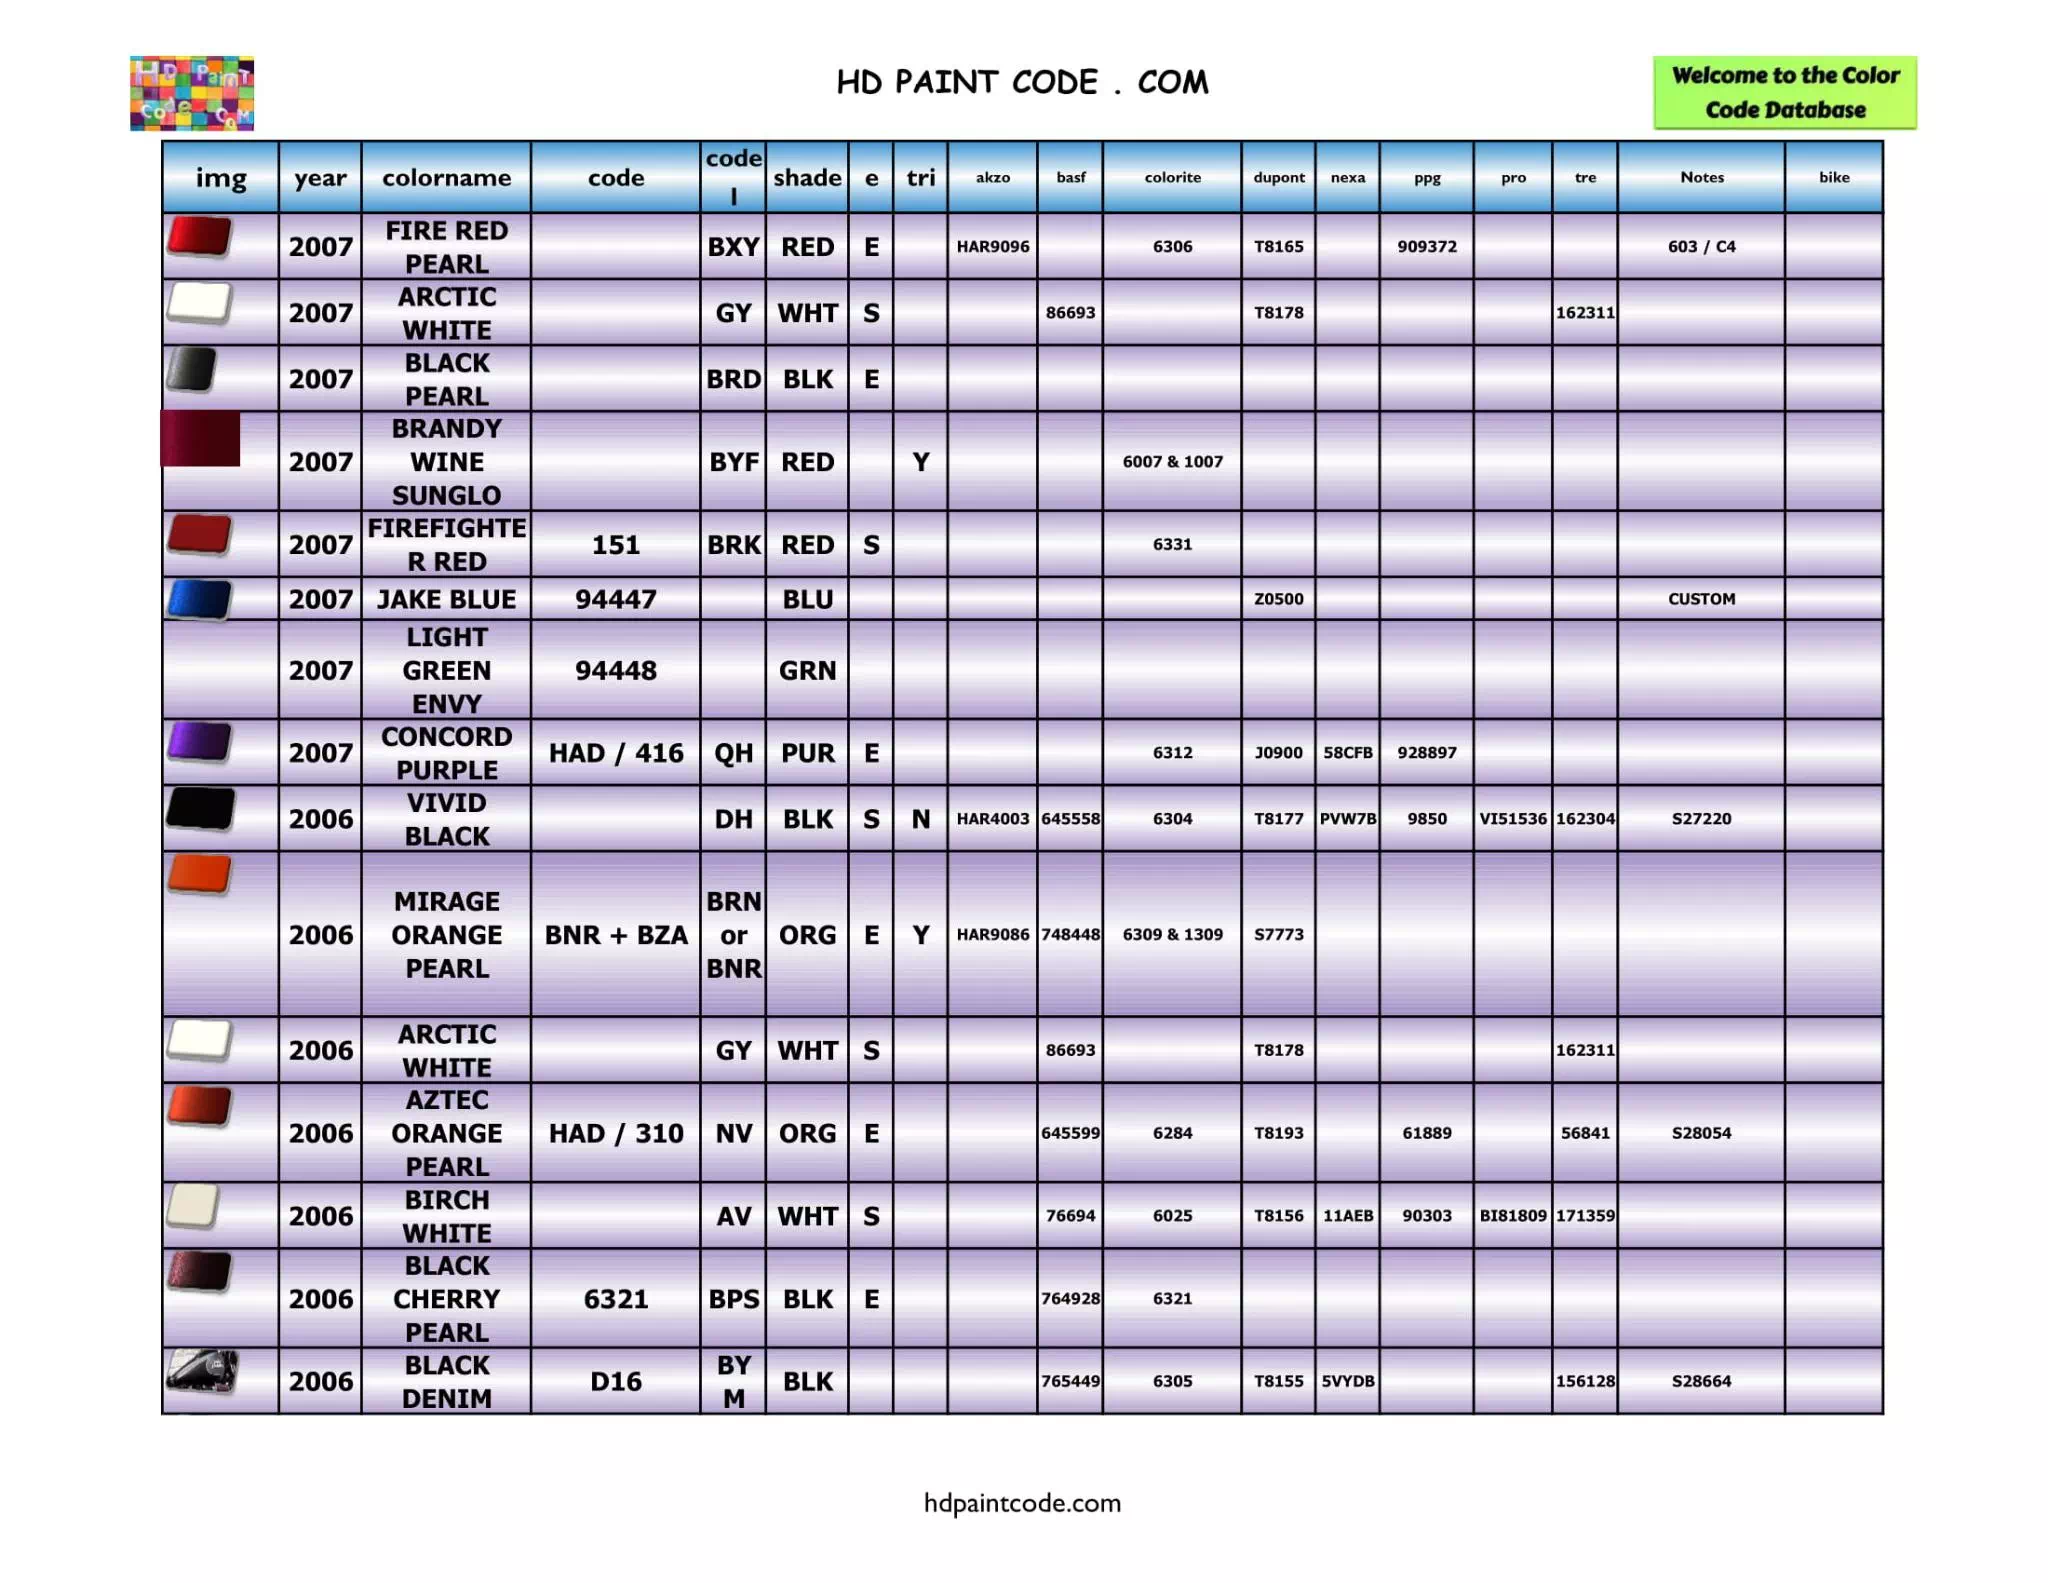 HD PAINT CODE . COM
HD PainT
Code
CoM
Welcome to the Color
Code Database
img year colorname code code l shade e tri akzo basf colorite dupont nexa ppg pro tre Notes bike
2007 FIRE RED PEARL BXY RED E HAR9096 6306 T8165 909372 603 / C4
2007 ARCTIC WHITE GY WHT S 86693 T8178 162311
2007 BLACK PEARL BRD BLK E
2007 BRANDY WINE SUNGLO BYF RED Y 6007 & 1007
2007 FIREFIGHTE R RED 151 BRK RED S 6331
2007 JAKE BLUE 94447 BLU Z0500 CUSTOM
2007 LIGHT GREEN ENVY 94448 GRN
2007 CONCORD PURPLE HAD / 416 QH PUR E 6312 J0900 58CFB 928897
2006 VIVID BLACK DH BLK S N HAR4003 645558 6304 T8177 PVW7B 9850 VI51536 162304 S27220
2006 MIRAGE ORANGE PEARL BNR + BZA BRN or BNR ORG E Y HAR9086 748448 6309 & 1309 S7773
2006 ARCTIC WHITE GY WHT S 86693 T8178 162311
2006 AZTEC ORANGE PEARL HAD / 310 NV ORG E 645599 6284 T8193 61889 56841 S28054
2006 BIRCH WHITE AV WHT S 76694 6025 T8156 11AEB 90303 BI81809 171359
2006 BLACK CHERRY PEARL 6321 BPS BLK E 764928 6321
2006 BLACK DENIM D16 BY M BLK 765449 6305 T8155 5VYDB 156128 S28664
hdpaintcode.com